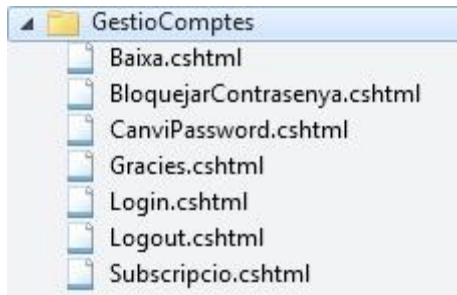 GestioComptes
Baixa.cshtml
BloquejarContrasenya.cshtml
CanviPassword.cshtml
Gracies.cshtml
Login.cshtml
Logout.cshtml
Subscripcio.cshtml